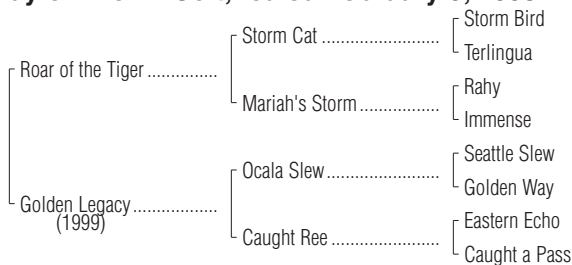 Storm Bird
Storm Cat ........................
Terlingua
Roar of the Tiger ...............
Rahy
Mariah's Storm .................
Immense
Seattle Slew
Ocala Slew ........................
Golden Way
Golden Legacy ..................
(1999)
Eastern Echo
Caught Ree .......................
Caught a Pass